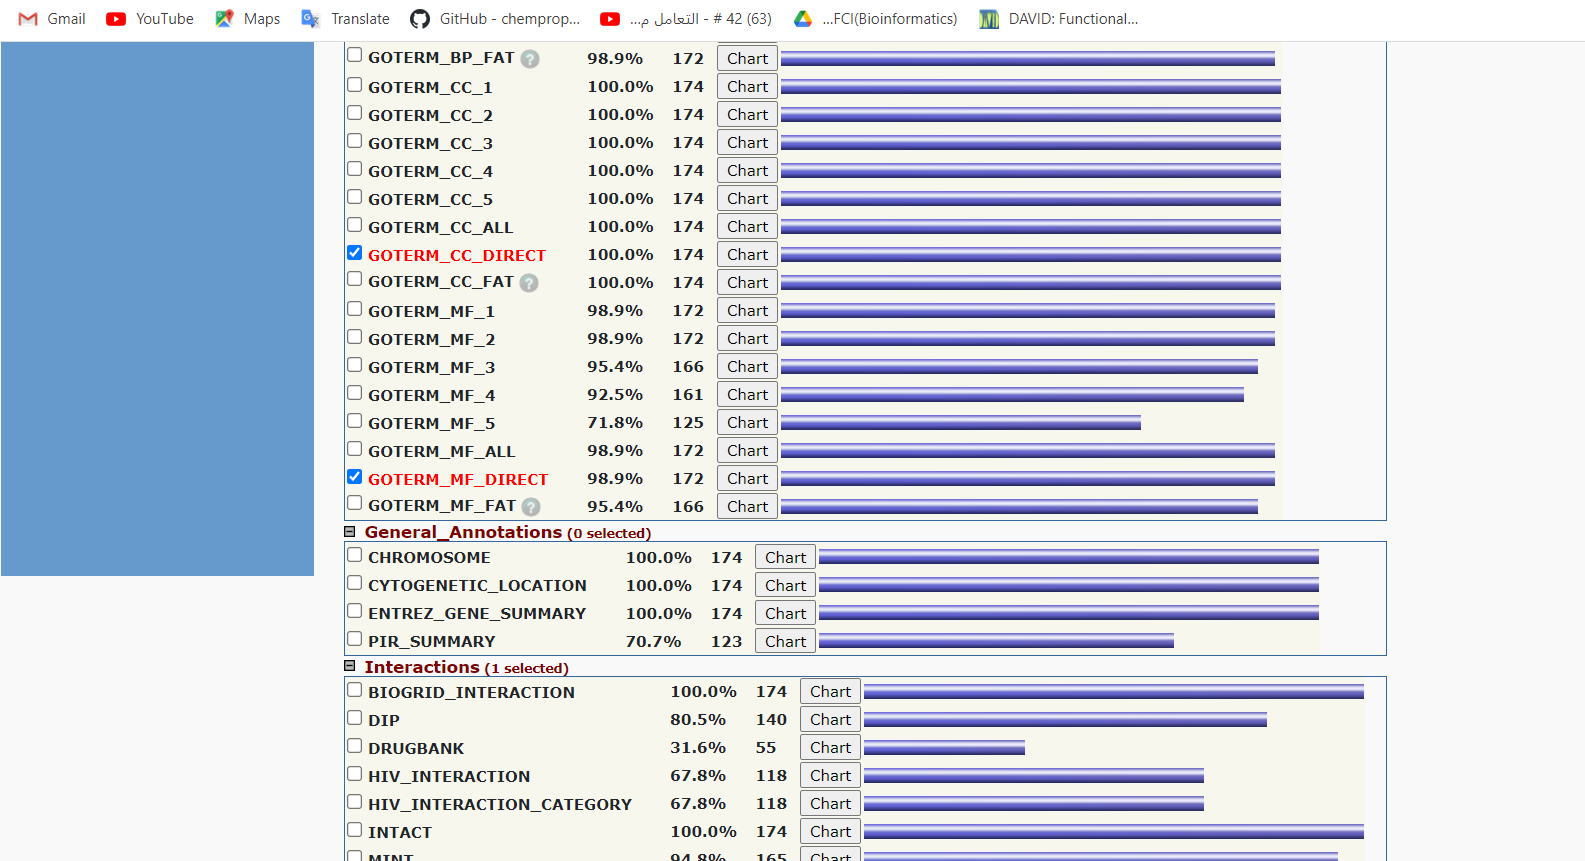 Gmail YouTube Maps Translate GitHub - chemprop... ...التعامل م - # 42 (63) ...FCI(Bioinformatics) DAVID: Functional...
GOTERM_BP_FAT ? 98.9% 172 Chart
GOTERM_CC_1 100.0% 174 Chart
GOTERM_CC_2 100.0% 174 Chart
GOTERM_CC_3 100.0% 174 Chart
GOTERM_CC_4 100.0% 174 Chart
GOTERM_CC_5 100.0% 174 Chart
GOTERM_CC_ALL 100.0% 174 Chart
GOTERM_CC_DIRECT 100.0% 174 Chart
GOTERM_CC_FAT ? 100.0% 174 Chart
GOTERM_MF_1 98.9% 172 Chart
GOTERM_MF_2 98.9% 172 Chart
GOTERM_MF_3 95.4% 166 Chart
GOTERM_MF_4 92.5% 161 Chart
GOTERM_MF_5 71.8% 125 Chart
GOTERM_MF_ALL 98.9% 172 Chart
GOTERM_MF_DIRECT 98.9% 172 Chart
GOTERM_MF_FAT ? 95.4% 166 Chart
General_Annotations (0 selected)
CHROMOSOME 100.0% 174 Chart
CYTOGENETIC_LOCATION 100.0% 174 Chart
ENTREZ_GENE_SUMMARY 100.0% 174 Chart
PIR_SUMMARY 70.7% 123 Chart
Interactions (1 selected)
BIOGRID_INTERACTION 100.0% 174 Chart
DIP 80.5% 140 Chart
DRUGBANK 31.6% 55 Chart
HIV_INTERACTION 67.8% 118 Chart
HIV_INTERACTION_CATEGORY 67.8% 118 Chart
INTACT 100.0% 174 Chart
MINT 94.8% 165 Chart